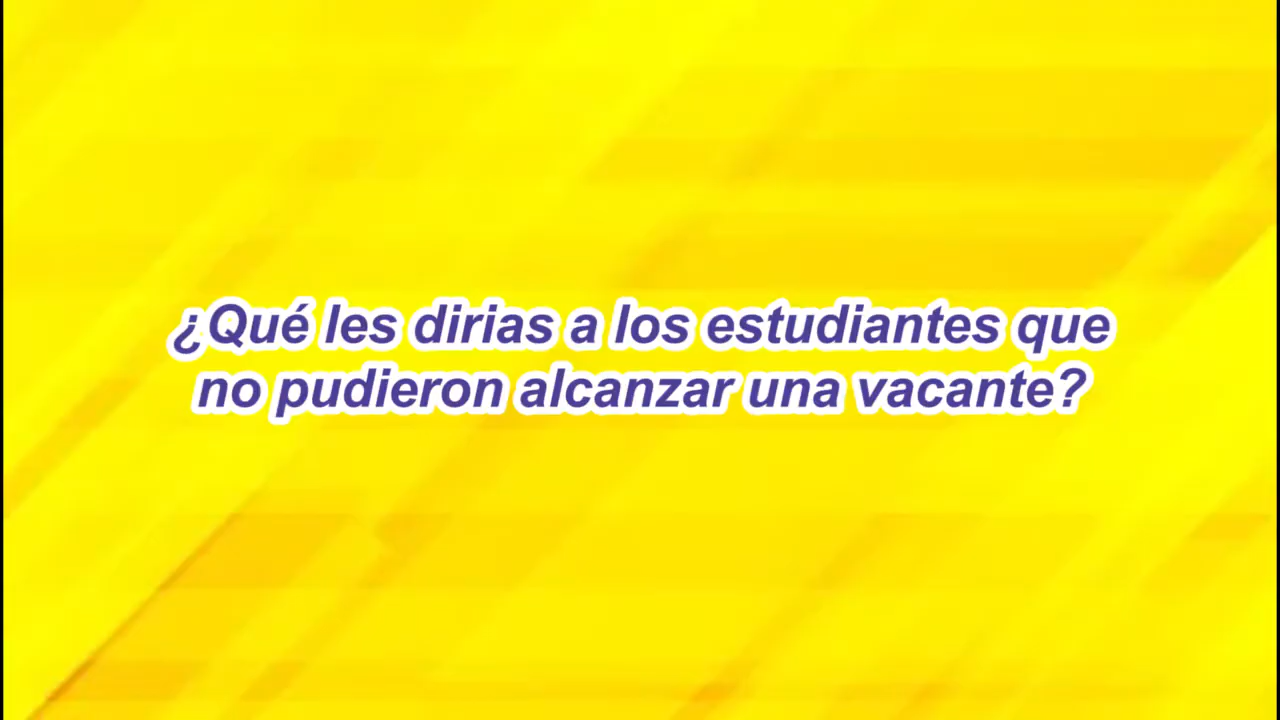 ¿Qué les dirias a los estudiantes que
no pudieron alcanzar una vacante?